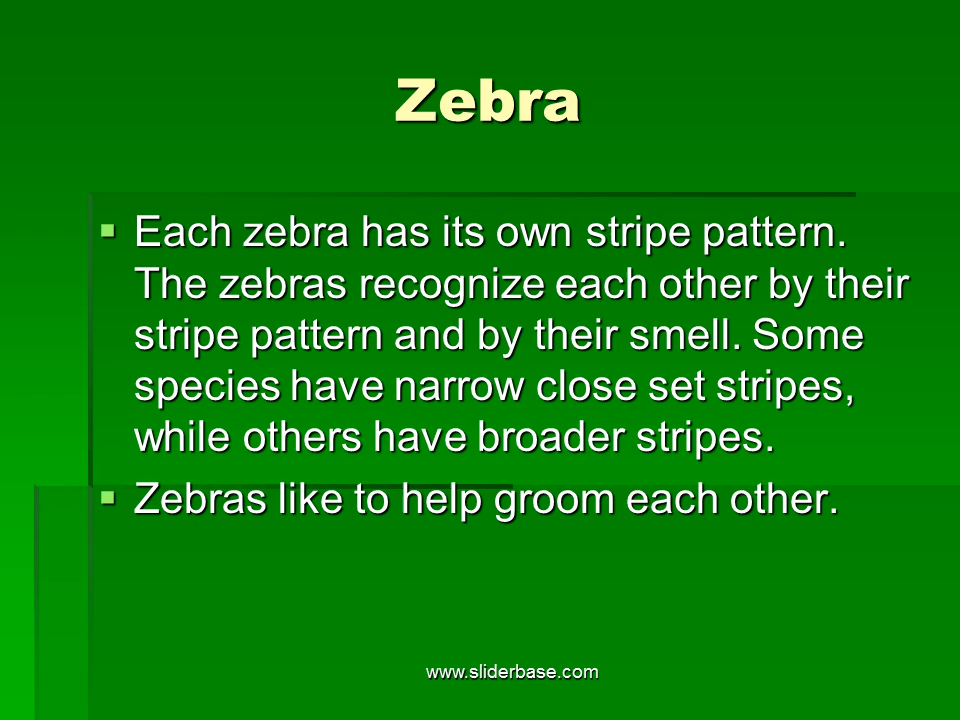 Zebra
Each zebra has its own stripe pattern.
The zebras recognize each other by their
stripe pattern and by their smell. Some
species have narrow close set stripes,
while others have broader stripes.
Zebras like to help groom each other.
www.sliderbase.com